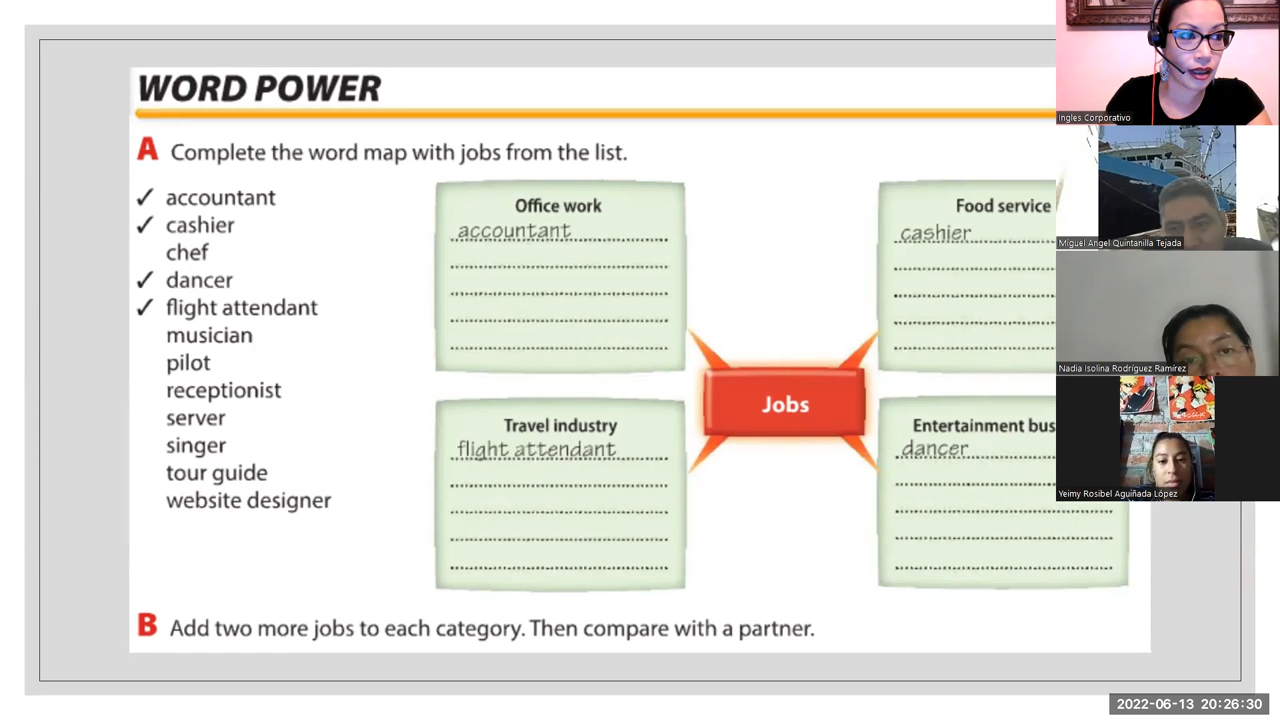 WORD POWER
A Complete the word map with jobs from the list.
✓ accountant
✓ cashier
chef
✓ dancer
✓ flight attendant
musician
pilot
receptionist
server
singer
tour guide
website designer
Office work
accountant
Food service
cashier
Jobs
Travel industry
flight attendant
Entertainment bus
dancer
B Add two more jobs to each category. Then compare with a partner.
Ingles Corporativo
Miguel Angel Quintanilla Tejada
Nadia Isolina Rodríguez Ramírez
Yeimy Rosibel Aguiñada López
2022-06-13 20:26:30